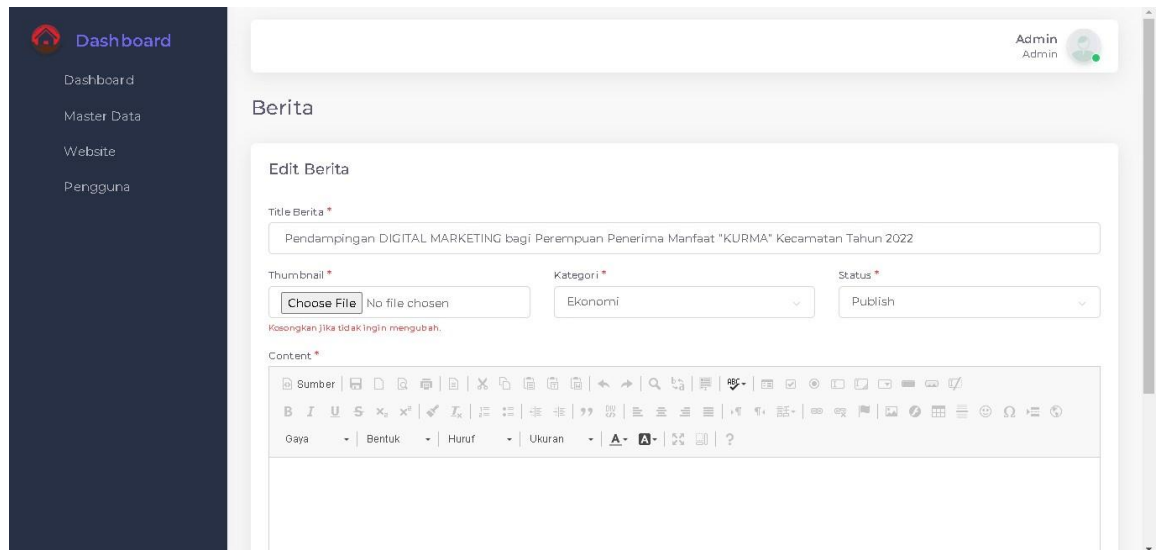 Dashboard
Admin
Admin
Dashboard
Master Data
Website
Pengguna
Berita
Edit Berita
Title Berita *
Pendampingan DIGITAL MARKETING bagi Perempuan Penerima Manfaat "KURMA" Kecamatan Tahun 2022
Thumbnail * Kategori * Status *
Choose File No file chosen Ekonomi Publish
Kosongkan jika tidak ingin mengubah.
Content *
Sumber
Gaya Bentuk Huruf Ukuran